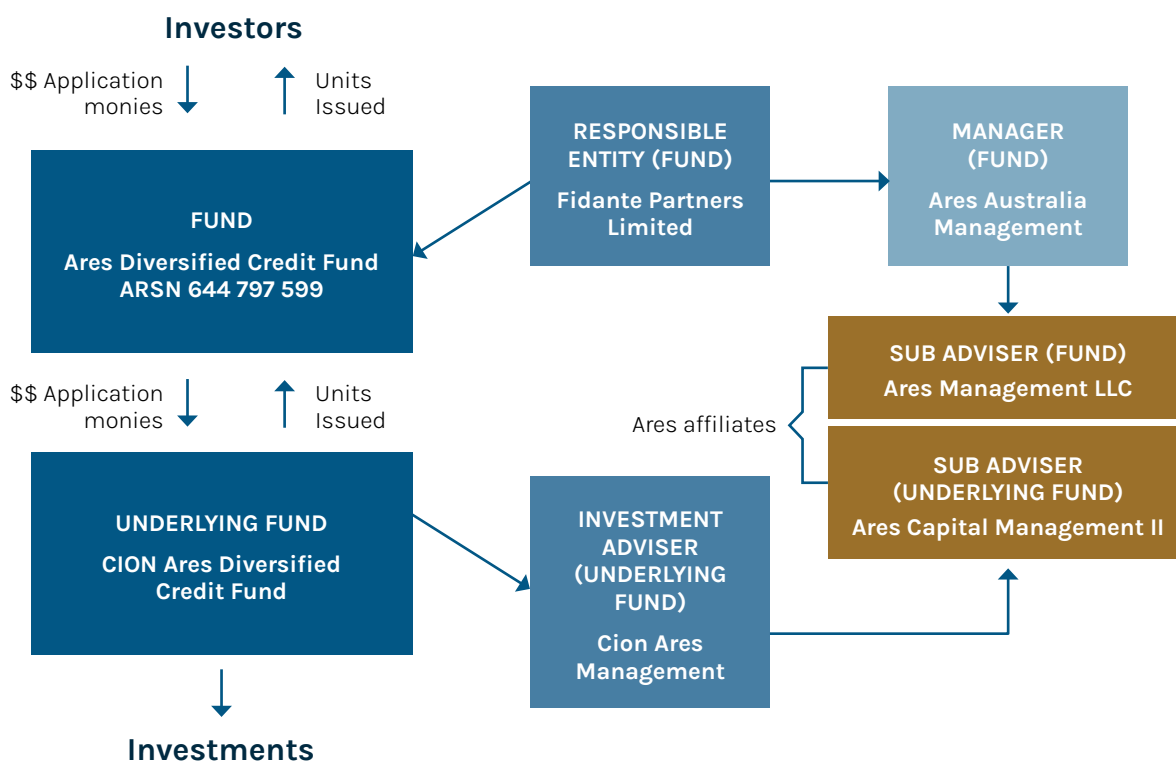 Investors
$$ Application
monies
Units
Issued
FUND
Ares Diversified Credit Fund
ARSN 644 797 599
RESPONSIBLE
ENTITY (FUND)
Fidante Partners
Limited
MANAGER
(FUND)
Ares Australia
Management
SUB ADVISER (FUND)
Ares Management LLC
Ares affiliates
SUB ADVISER
(UNDERLYING FUND)
Ares Capital Management II
$$ Application
monies
Units
Issued
UNDERLYING FUND
CION Ares Diversified
Credit Fund
INVESTMENT
ADVISER
(UNDERLYING
FUND)
Cion Ares
Management
Investments